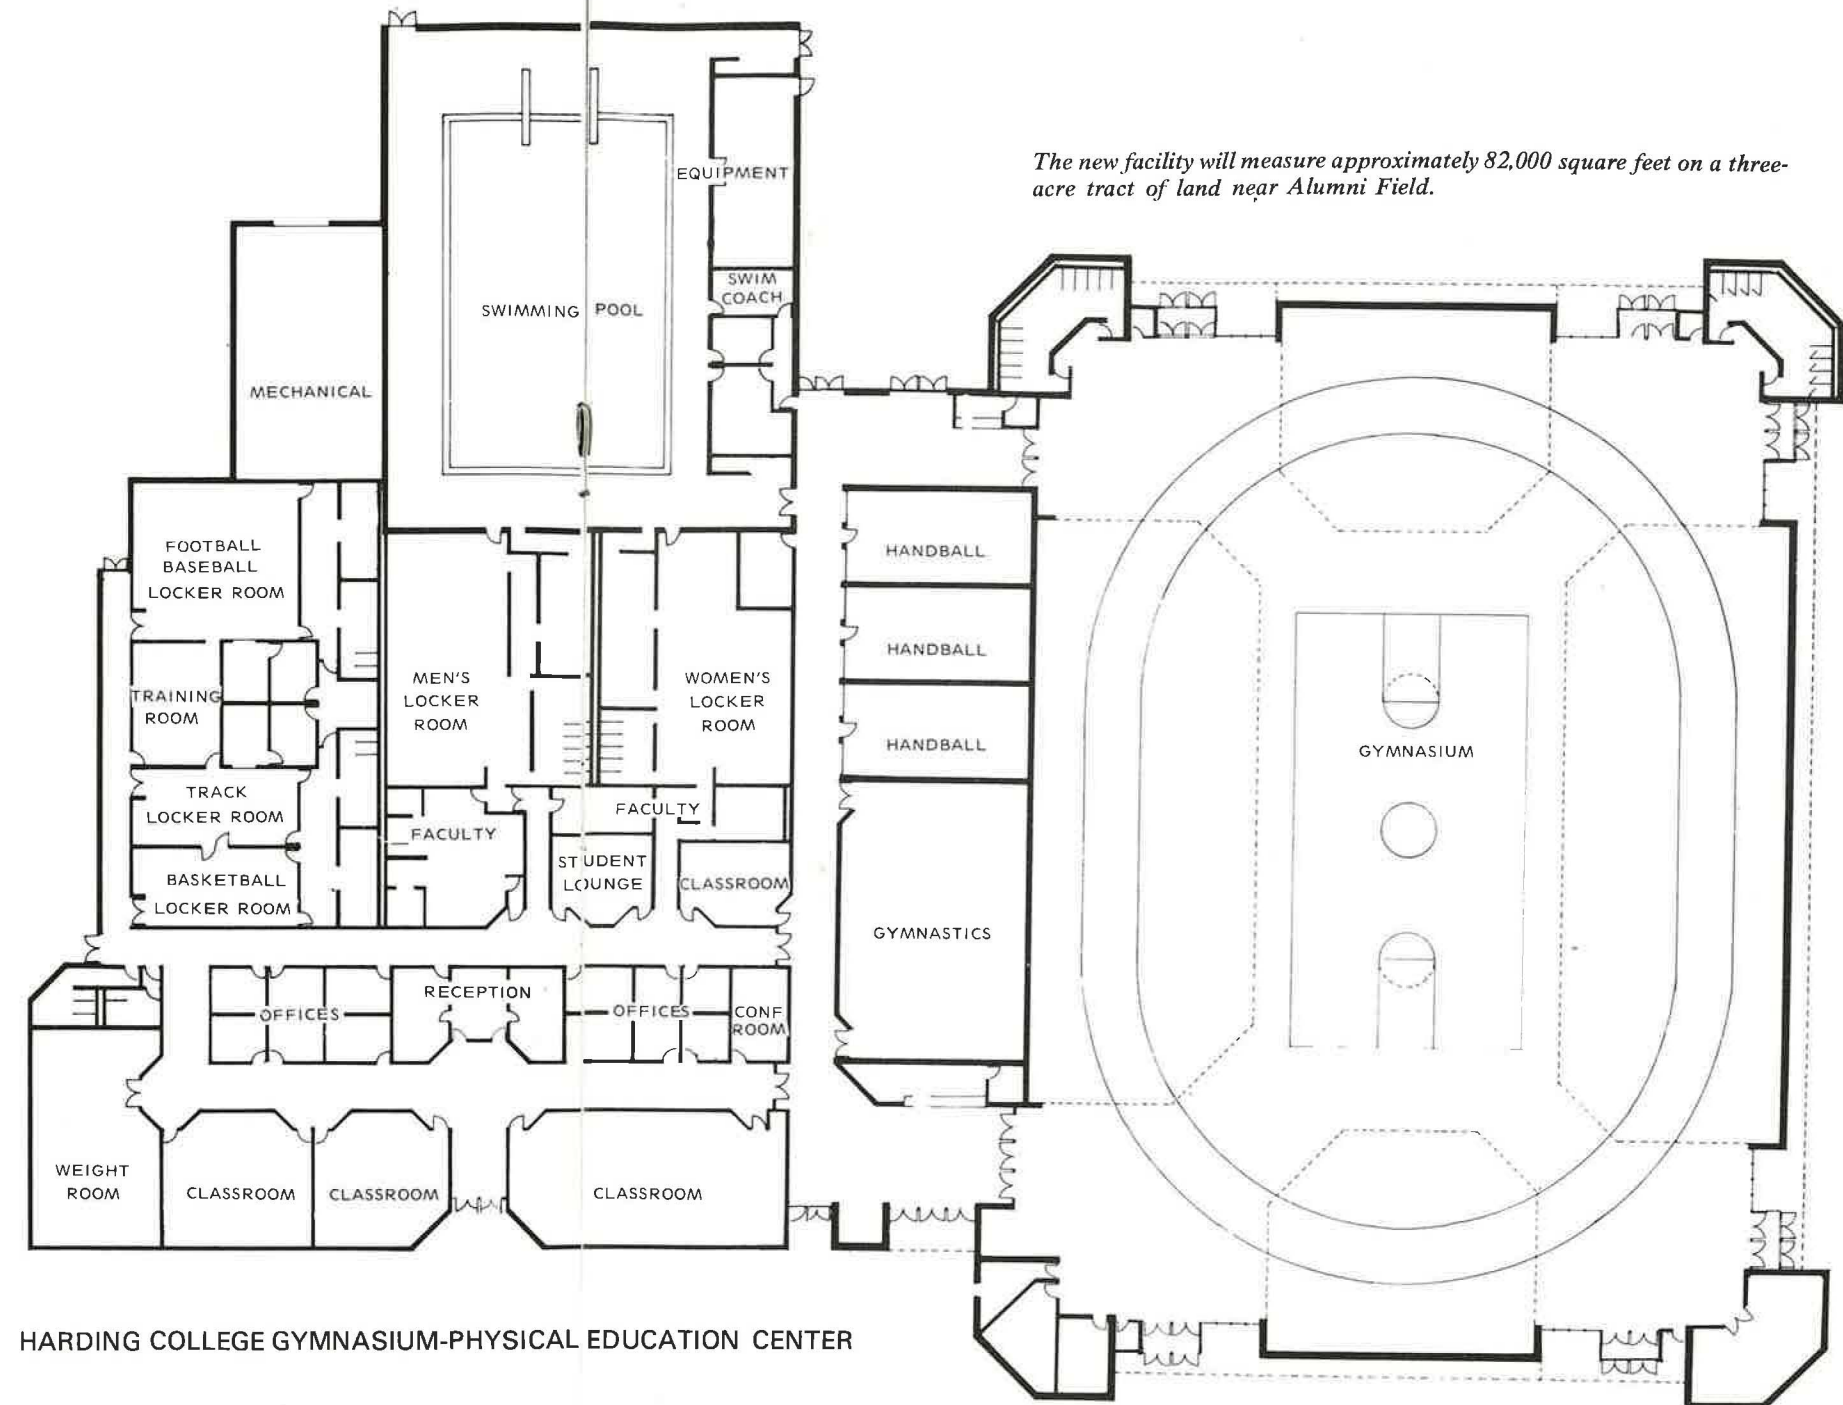 The new facility will measure approximately 82,000 square feet on a three-
acre tract of land near Alumni Field.
EQUIPMENT
SWIM
COACH
SWIMMING POOL
MECHANICAL
FOOTBALL
BASEBALL
LOCKER ROOM
TRAINING
ROOM
TRACK
LOCKER ROOM
BASKETBALL
LOCKER ROOM
MEN'S
LOCKER
ROOM
WOMEN'S
LOCKER
ROOM
FACULTY
FACULTY
STUDENT
LOUNGE
CLASSROOM
HANDBALL
HANDBALL
HANDBALL
GYMNASTICS
GYMNASIUM
OFFICES
RECEPTION
OFFICES
CONF
ROOM
WEIGHT
ROOM
CLASSROOM
CLASSROOM
CLASSROOM
HARDING COLLEGE GYMNASIUM-PHYSICAL EDUCATION CENTER